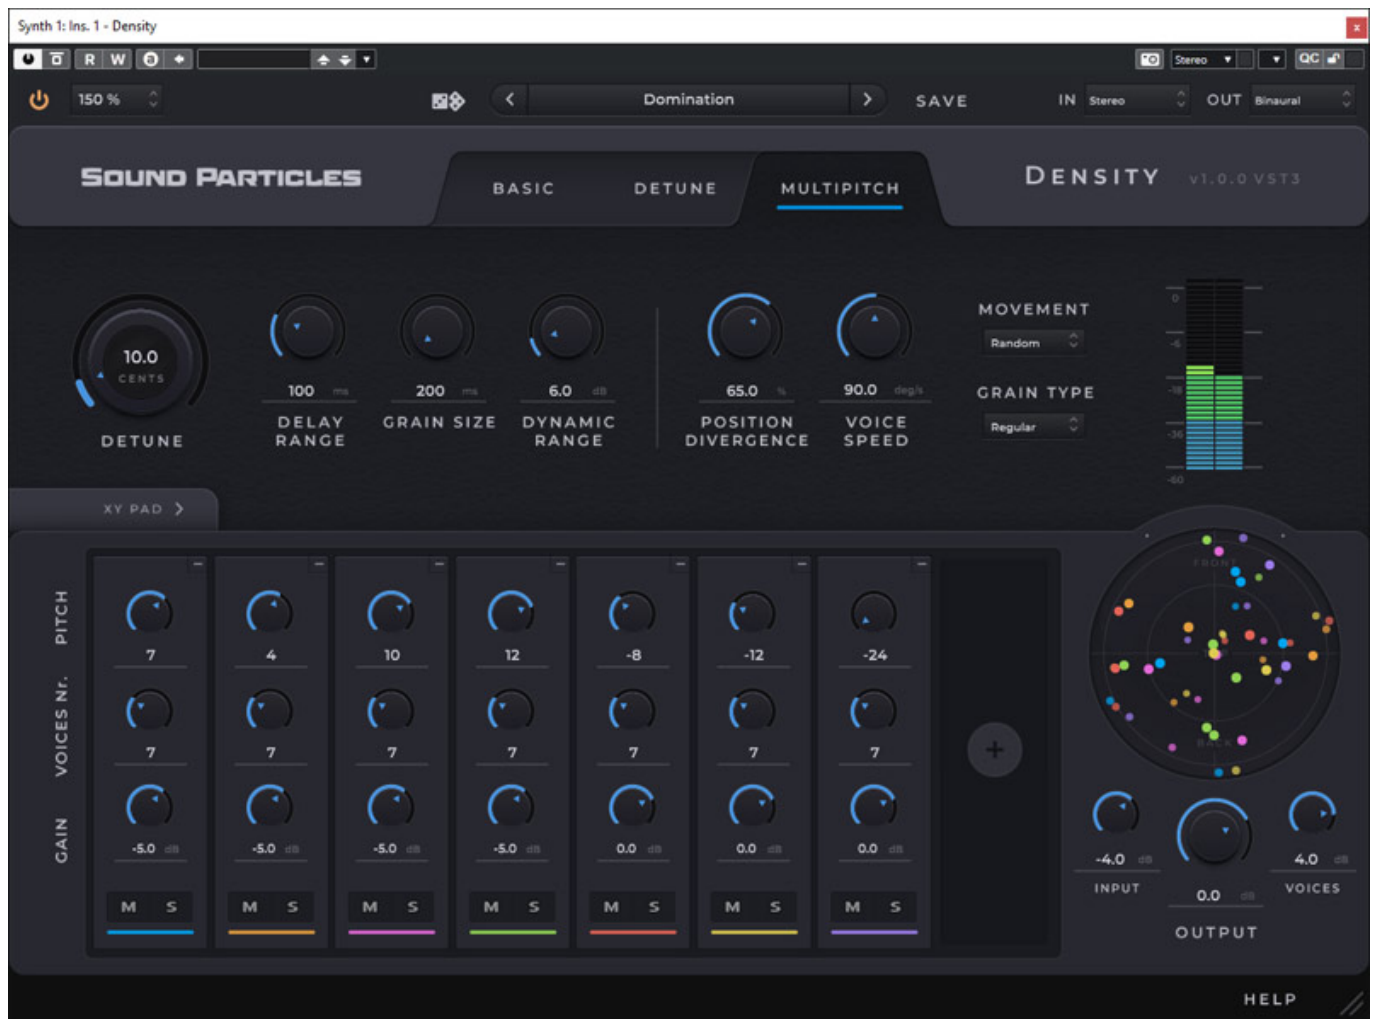 Synth 1: Ins. 1 - Density
R W a Stereo QC
150 % Domination SAVE IN Stereo OUT Binaural
SOUND PARTICLES BASIC DETUNE MULTIPITCH DENSITY v1.0.0 VST3
10.0
CENTS
DETUNE
100 ms
DELAY
RANGE
200 ms
GRAIN SIZE
6.0 dB
DYNAMIC
RANGE
65.0 %
POSITION
DIVERGENCE
90.0 deg/s
VOICE
SPEED
MOVEMENT
Random
GRAIN TYPE
Regular
0
-6
-18
-36
-60
XY PAD
PITCH
7 4 10 12 -8 -12 -24
VOICES Nr.
7 7 7 7 7 7 7
GAIN
-5.0 dB -5.0 dB -5.0 dB -5.0 dB 0.0 dB 0.0 dB 0.0 dB
M S M S M S M S M S M S M S
+
FRONT
BACK
-4.0 dB
INPUT
0.0 dB
OUTPUT
4.0 dB
VOICES
HELP